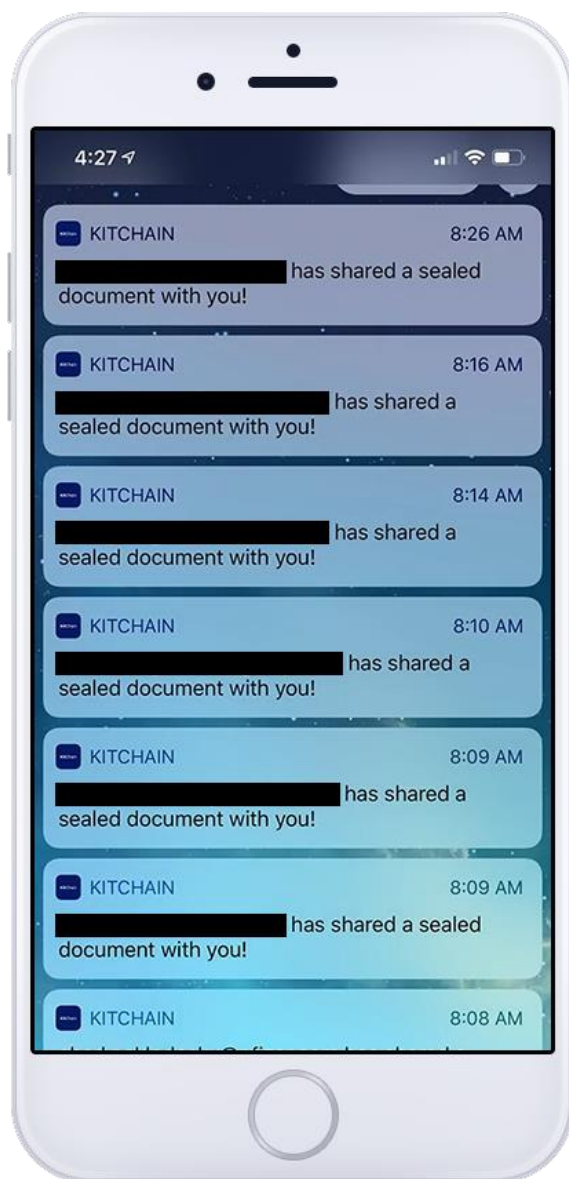 4:27
KITCHAIN 8:26 AM
has shared a sealed
document with you!
KITCHAIN 8:16 AM
has shared a
sealed document with you!
KITCHAIN 8:14 AM
has shared a
sealed document with you!
KITCHAIN 8:10 AM
has shared a
sealed document with you!
KITCHAIN 8:09 AM
has shared a
sealed document with you!
KITCHAIN 8:09 AM
has shared a sealed
document with you!
KITCHAIN 8:08 AM